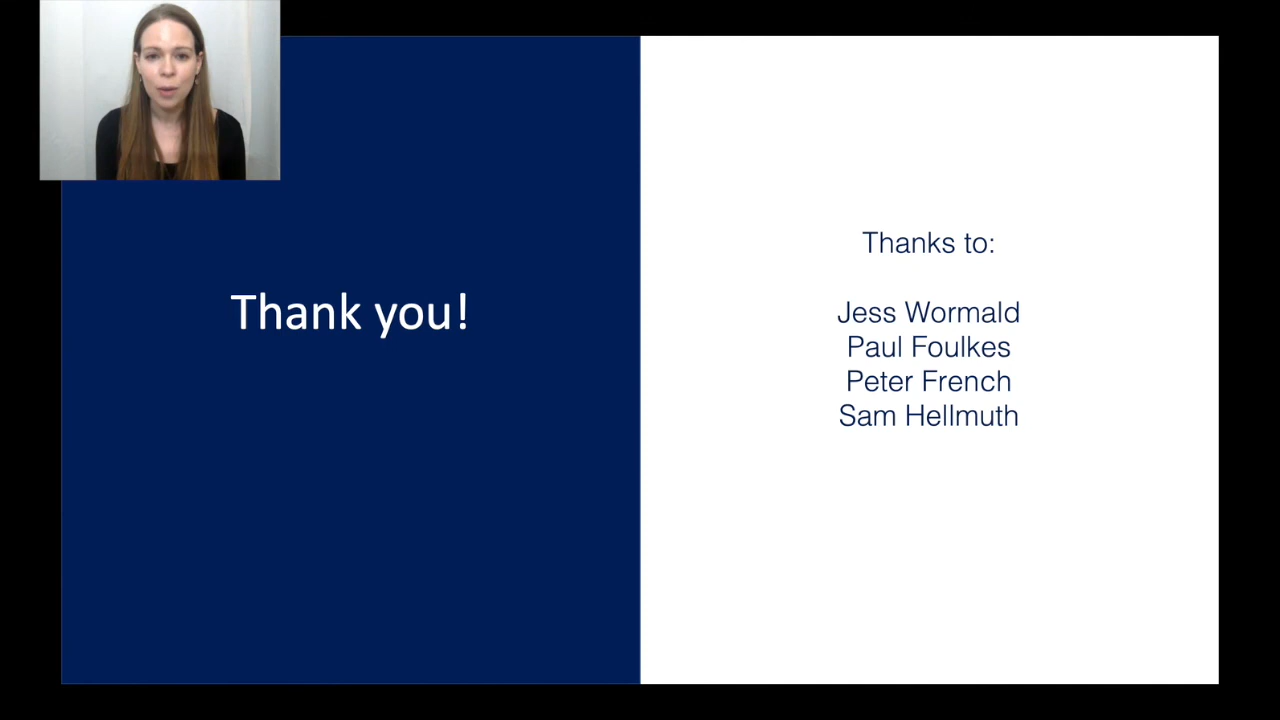 Thank you!
Thanks to:
Jess Wormald
Paul Foulkes
Peter French
Sam Hellmuth